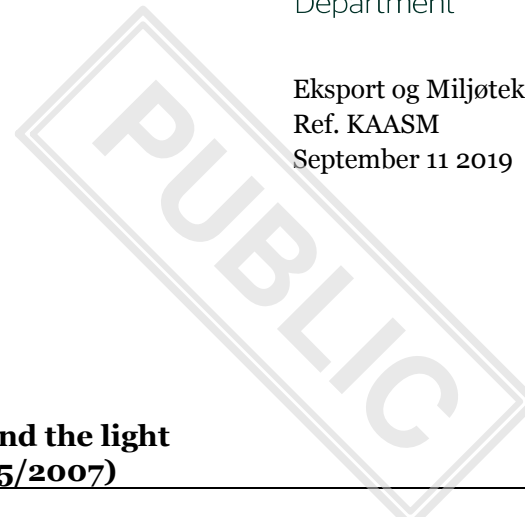 Department
Eksport og Miljøtek
Ref. KAASM
September 11 2019
PUBLIC
nd the light
5/2007)